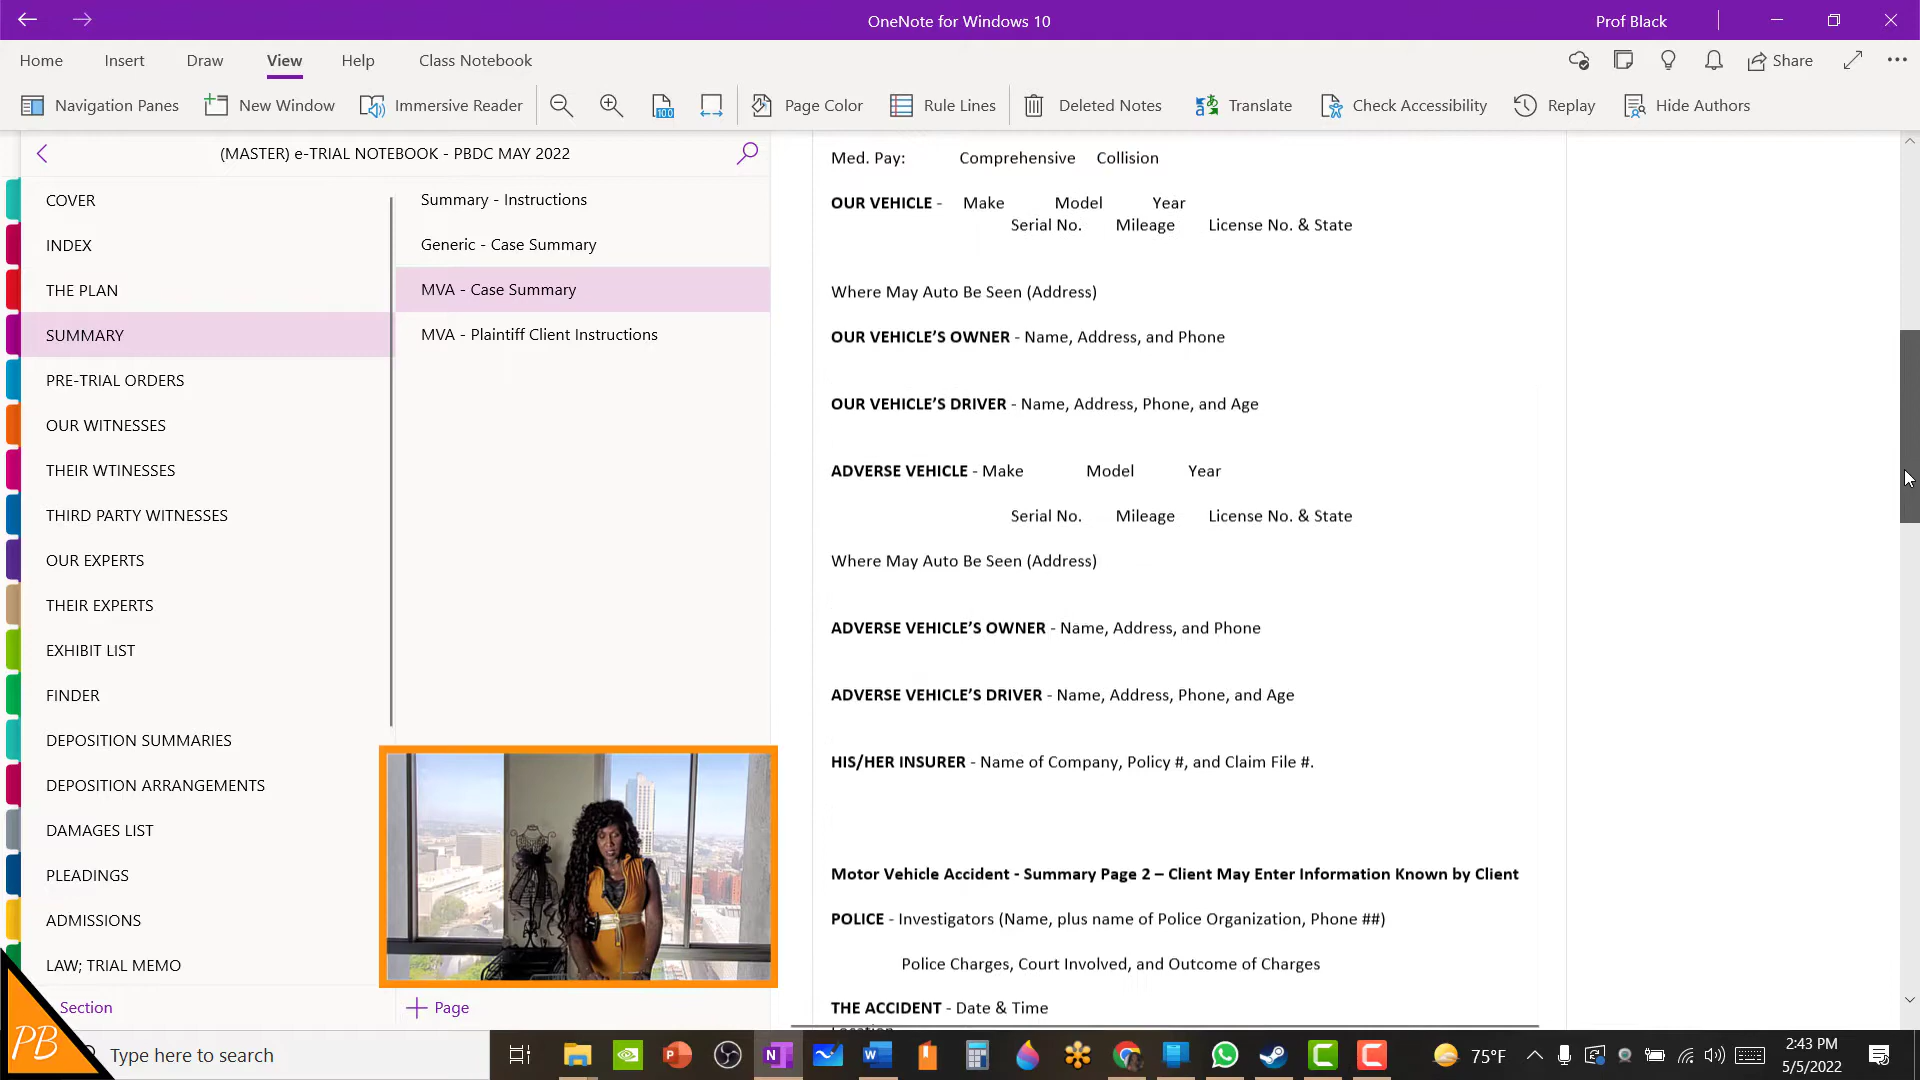 OneNote for Windows 10
Prof Black
Home
Insert
Draw
View
Help
Class Notebook
Share
Navigation Panes
New Window
Immersive Reader
100
Page Color
Rule Lines
Deleted Notes
Translate
Check Accessibility
Replay
Hide Authors
(MASTER) e-TRIAL NOTEBOOK - PBDC MAY 2022
COVER
INDEX
THE PLAN
SUMMARY
PRE-TRIAL ORDERS
OUR WITNESSES
THEIR WTINESSES
THIRD PARTY WITNESSES
OUR EXPERTS
THEIR EXPERTS
EXHIBIT LIST
FINDER
DEPOSITION SUMMARIES
DEPOSITION ARRANGEMENTS
DAMAGES LIST
PLEADINGS
ADMISSIONS
LAW; TRIAL MEMO
Section
Summary - Instructions
Generic - Case Summary
MVA - Case Summary
MVA - Plaintiff Client Instructions
Page
Med. Pay: Comprehensive Collision
OUR VEHICLE - Make Model Year
Serial No. Mileage License No. & State
Where May Auto Be Seen (Address)
OUR VEHICLE'S OWNER - Name, Address, and Phone
OUR VEHICLE'S DRIVER - Name, Address, Phone, and Age
ADVERSE VEHICLE - Make Model Year
Serial No. Mileage License No. & State
Where May Auto Be Seen (Address)
ADVERSE VEHICLE'S OWNER - Name, Address, and Phone
ADVERSE VEHICLE'S DRIVER - Name, Address, Phone, and Age
HIS/HER INSURER - Name of Company, Policy #, and Claim File #.
Motor Vehicle Accident - Summary Page 2 – Client May Enter Information Known by Client
POLICE - Investigators (Name, plus name of Police Organization, Phone ##)
Police Charges, Court Involved, and Outcome of Charges
THE ACCIDENT - Date & Time
Location
PB
Type here to search
75°F
2:43 PM
5/5/2022